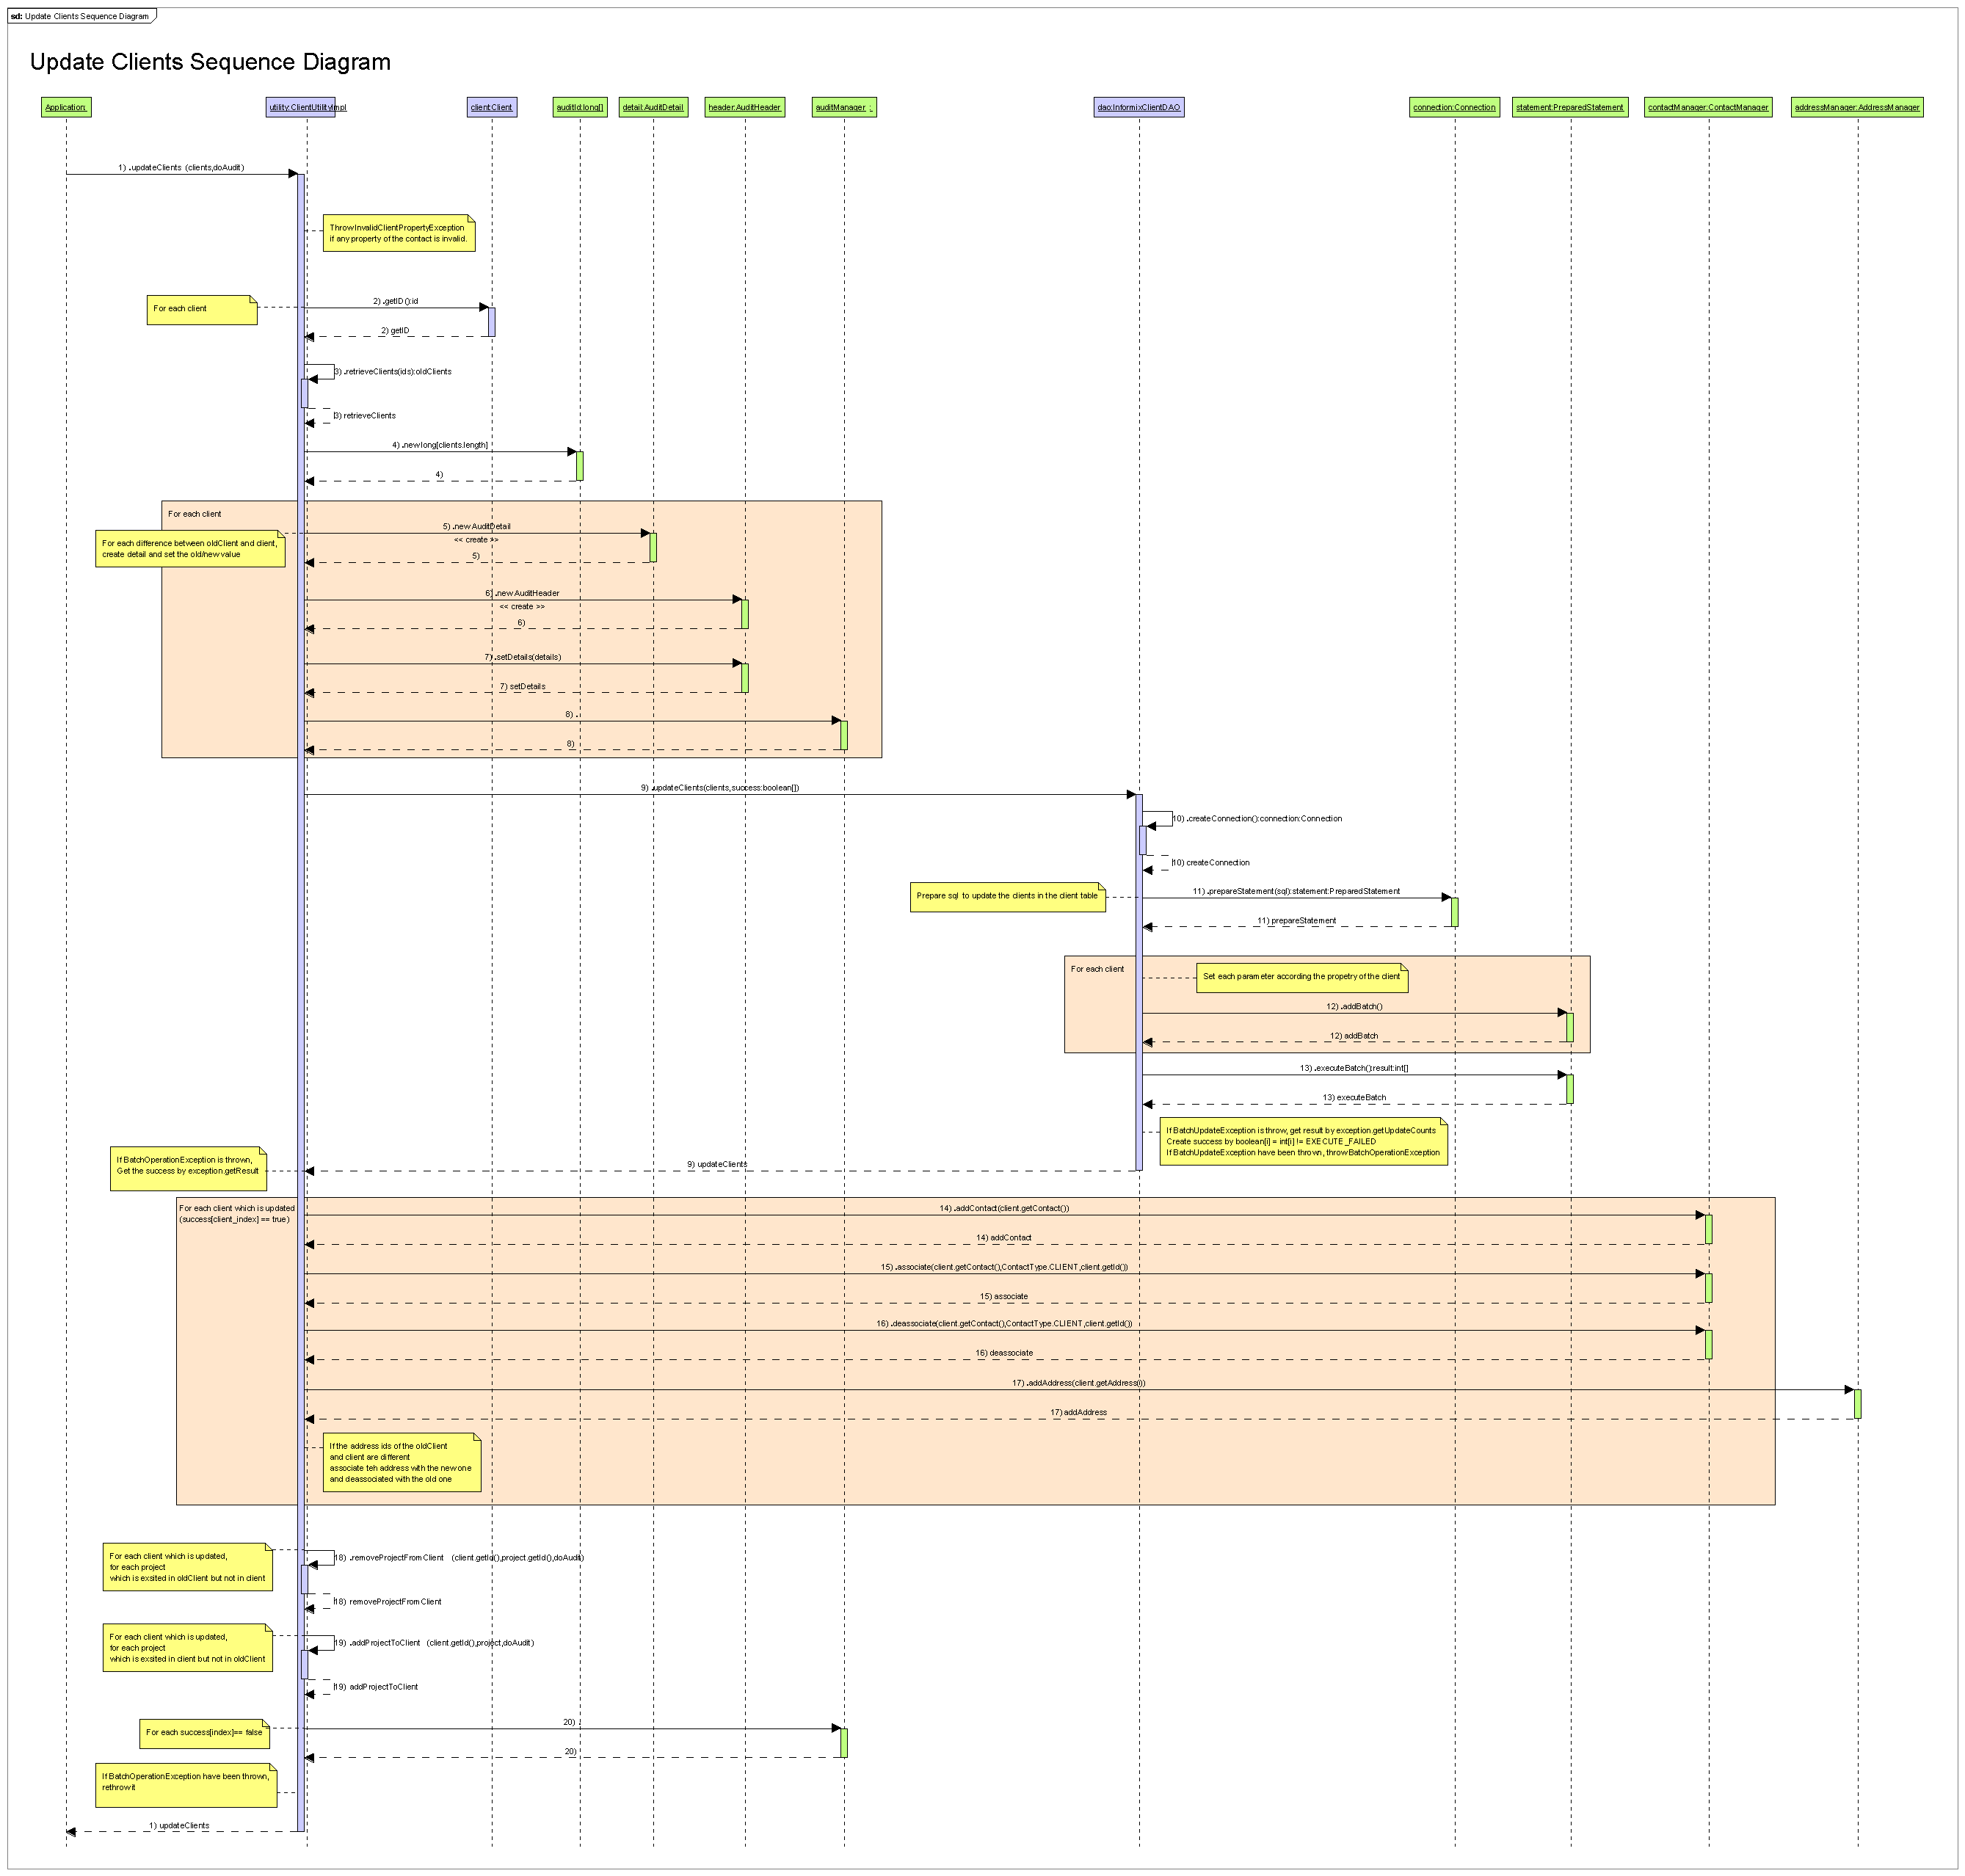 sd: Update Clients Sequence Diagram
Update Clients Sequence Diagram
Application:
utility:ClientUtilityImpl
client:Client
auditId:long[]
detail:AuditDetail
header:AuditHeader
auditManager :.
dao:InformixClientDAO
connection:Connection
statement:PreparedStatement
contactManager:ContactManager
addressManager:AddressManager
1) .updateClients (clients,doAudit)
Throw InvalidClientPropertyException
if any property of the contact is invalid.
For each client
2) .getID():id
2) getID
3) .retrieveClients(ids):oldClients
3) retrieveClients
4) .new long[clients.length]
4)
For each client
5) .new AuditDetail
For each difference between oldClient and client,
create detail and set the old/new value
<< create >>
5)
6) .new AuditHeader
<< create >>
6)
7) .setDetails(details)
7) setDetails
8) .
8)
9) .updateClients(clients,success:boolean[])
10) .createConnection():connection:Connection
10) createConnection
Prepare sql to update the clients in the client table
11) .prepareStatement(sql):statement:PreparedStatement
11) prepareStatement
For each client
Set each parameter according the propetry of the client
12) .addBatch()
12) addBatch
13) .executeBatch():result:int[]
13) executeBatch
If BatchUpdateException is throw, get result by exception.getUpdateCounts
Create success by boolean[i] = int[i] != EXECUTE_FAILED
If BatchUpdateException have been thrown, throw BatchOperationException
If BatchOperationException is thrown,
Get the success by exception.getResult
9) updateClients
For each client which is updated
(success[client_index] == true)
14) .addContact(client.getContact())
14) addContact
15) .associate(client.getContact(),ContactType.CLIENT,client.getId())
15) associate
16) .deassociate(client.getContact(),ContactType.CLIENT,client.getId())
16) deassociate
17) .addAddress(client.getAddress(i))
17) addAddress
If the address ids of the oldClient
and client are different
associate teh address with the new one
and deassociated with the old one
For each client which is updated,
for each project
which is exsited in oldClient but not in client
18) .removeProjectFromClient (client.getId(),project.getId(),doAudit)
18) removeProjectFromClient
For each client which is updated,
for each project
which is exsited in client but not in oldClient
19) .addProjectToClient (client.getId(),project,doAudit)
19) addProjectToClient
For each success[index]== false
20) .
20)
If BatchOperationException have been thrown,
rethrow it
1) updateClients